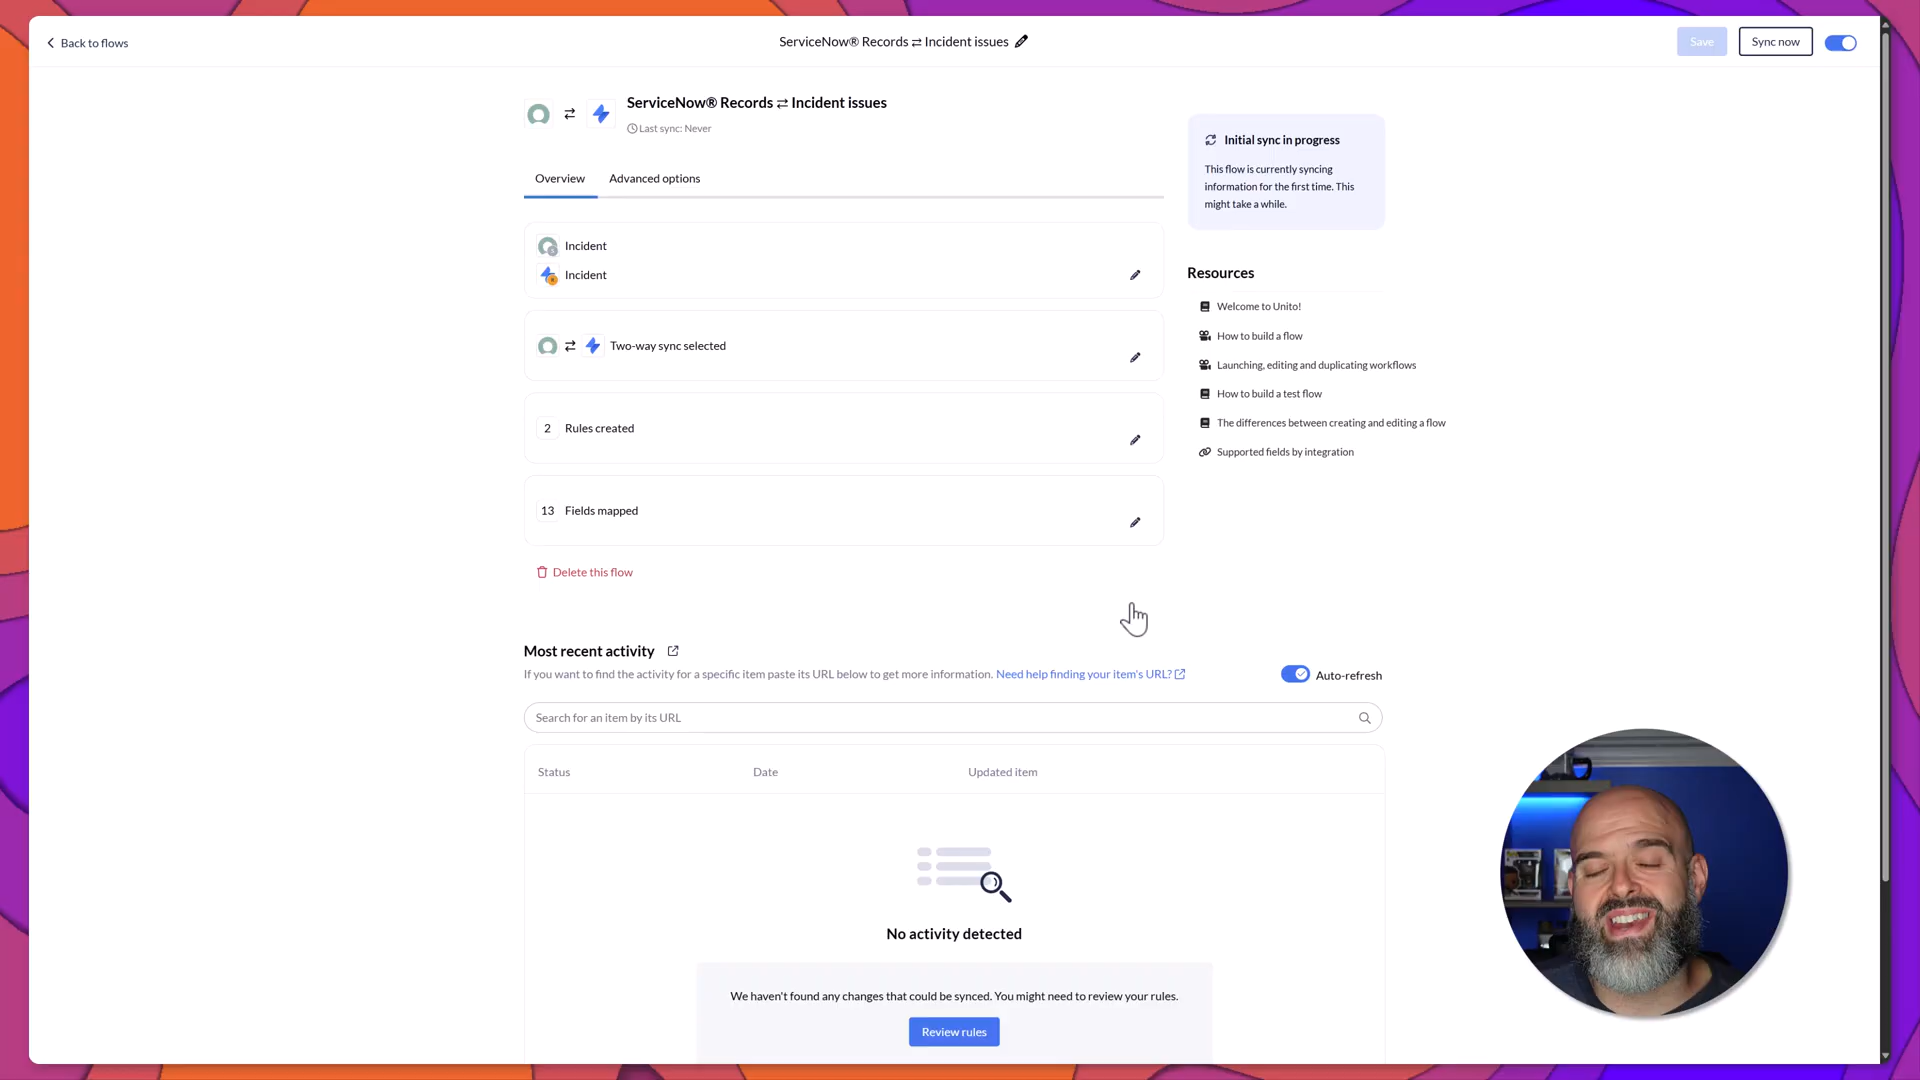 Back to flows
ServiceNow® Records ⇄ Incident issues
Save
Sync now
ServiceNow® Records ⇄ Incident issues
Last sync: Never
Overview
Advanced options
Incident
Incident
Two-way sync selected
2 Rules created
13 Fields mapped
Delete this flow
Initial sync in progress
This flow is currently syncing
information for the first time. This
might take a while.
Resources
Welcome to Unito!
How to build a flow
Launching, editing and duplicating workflows
How to build a test flow
The differences between creating and editing a flow
Supported fields by integration
Most recent activity
If you want to find the activity for a specific item paste its URL below to get more information. Need help finding your item's URL?
Auto-refresh
Search for an item by its URL
Status Date Updated item
No activity detected
We haven't found any changes that could be synced. You might need to review your rules.
Review rules